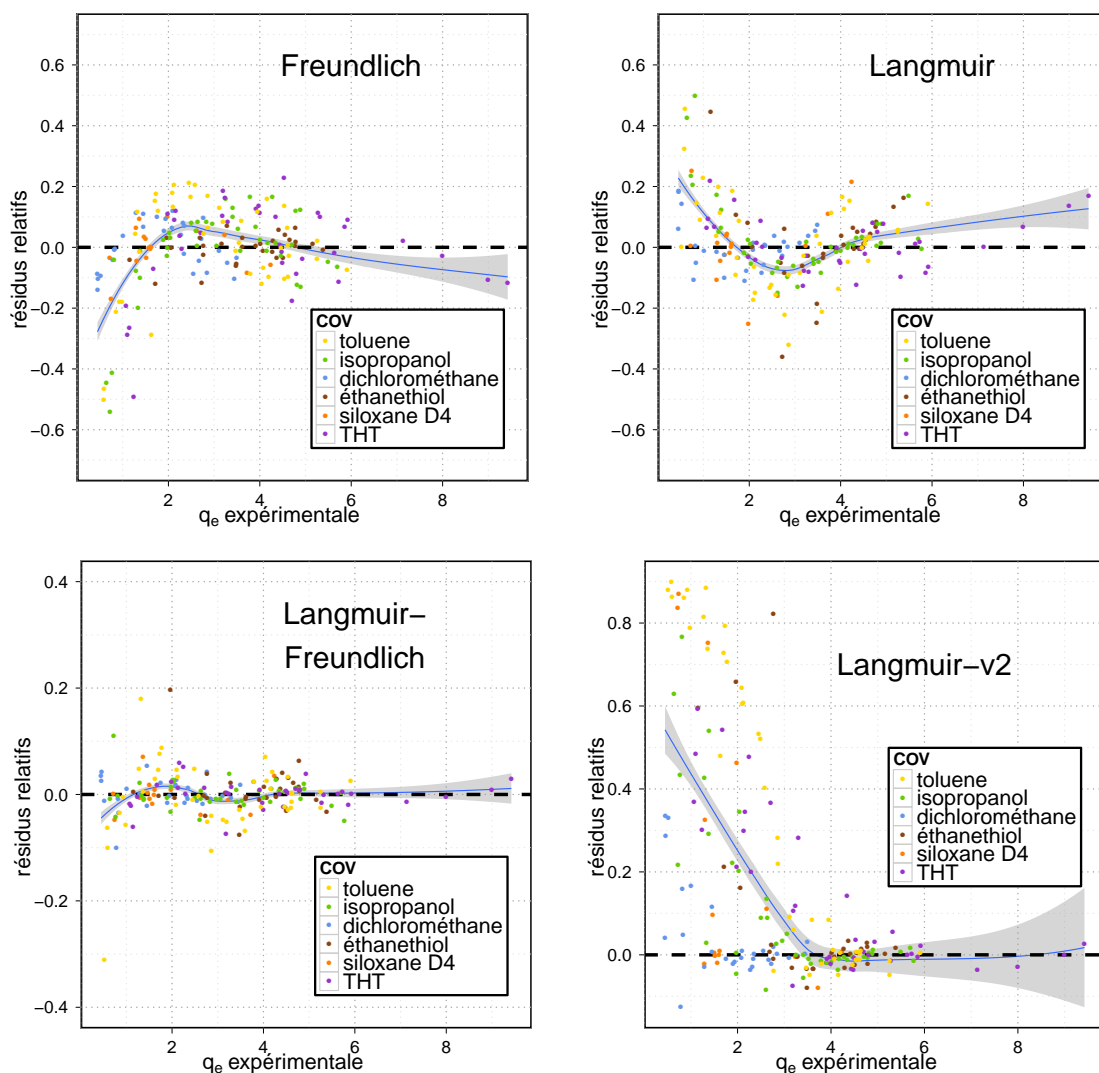 Freundlich
résidus relatifs
0.6
0.4
0.2
0.0
−0.2
−0.4
−0.6
COV
toluene
isopropanol
dichlorométhane
éthanethiol
siloxane D4
THT
2
4
6
8
qe expérimentale
Langmuir
résidus relatifs
0.6
0.4
0.2
0.0
−0.2
−0.4
−0.6
COV
toluene
isopropanol
dichlorométhane
éthanethiol
siloxane D4
THT
2
4
6
8
qe expérimentale
Langmuir−
Freundlich
résidus relatifs
0.4
0.2
0.0
−0.2
−0.4
COV
toluene
isopropanol
dichlorométhane
éthanethiol
siloxane D4
THT
2
4
6
8
qe expérimentale
Langmuir−v2
résidus relatifs
0.8
0.6
0.4
0.2
0.0
COV
toluene
isopropanol
dichlorométhane
éthanethiol
siloxane D4
THT
2
4
6
8
qe expérimentale